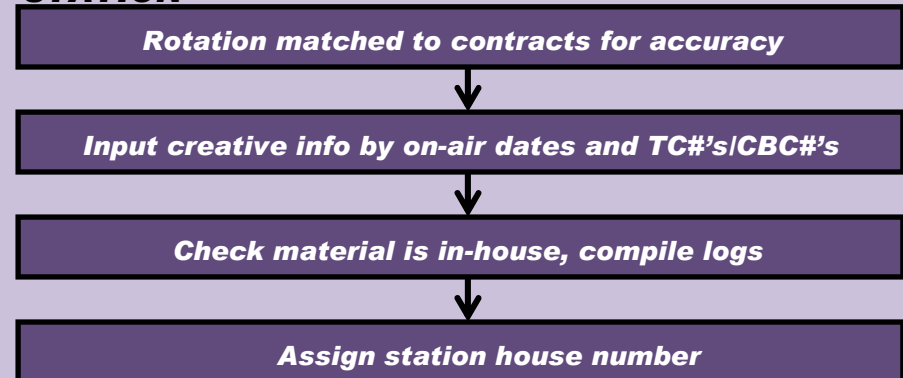 STATION
Rotation matched to contracts for accuracy
Input creative info by on-air dates and TC#'s/CBC#'s
Check material is in-house, compile logs
Assign station house number